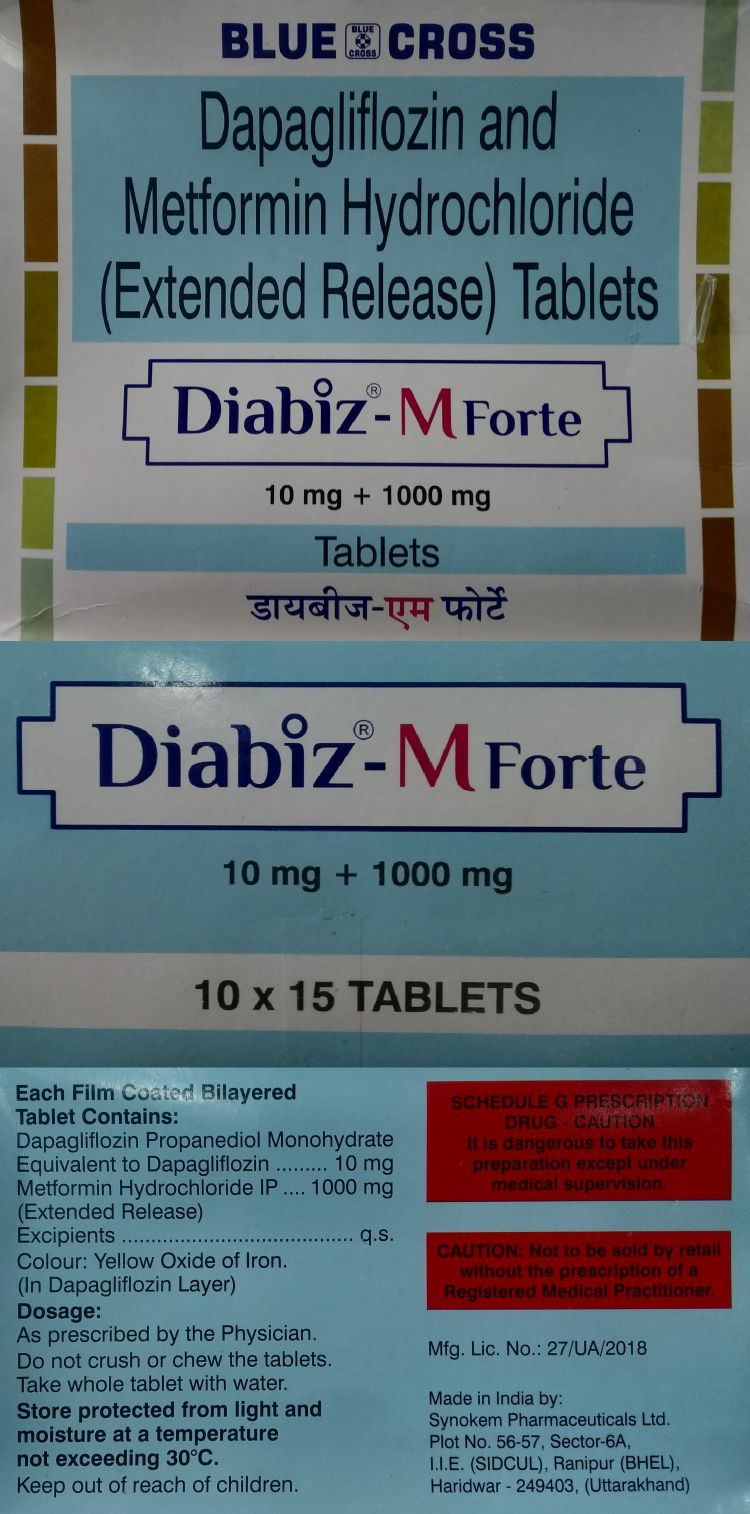 BLUE BLUE CROSS CROSS
Dapagliflozin and
Metformin Hydrochloride
(Extended Release) Tablets
Diabiz®-M Forte
10 mg + 1000 mg
Tablets
डायबीज-एम फोर्टे
Diabiz®-M Forte
10 mg + 1000 mg
10 x 15 TABLETS
Each Film Coated Bilayered
Tablet Contains:
Dapagliflozin Propanediol Monohydrate
Equivalent to Dapagliflozin ......... 10 mg
Metformin Hydrochloride IP .... 1000 mg
(Extended Release)
Excipients ........................................ q.s.
Colour: Yellow Oxide of Iron.
(In Dapagliflozin Layer)
Dosage:
As prescribed by the Physician.
Do not crush or chew the tablets.
Take whole tablet with water.
Store protected from light and
moisture at a temperature
not exceeding 30°C.
Keep out of reach of children.
SCHEDULE G PRESCRIPTION
DRUG - CAUTION
It is dangerous to take this
preparation except under
medical supervision.
CAUTION: Not to be sold by retail
without the prescription of a
Registered Medical Practitioner.
Mfg. Lic. No.: 27/UA/2018
Made in India by:
Synokem Pharmaceuticals Ltd.
Plot No. 56-57, Sector-6A,
I.I.E. (SIDCUL), Ranipur (BHEL),
Haridwar - 249403, (Uttarakhand)